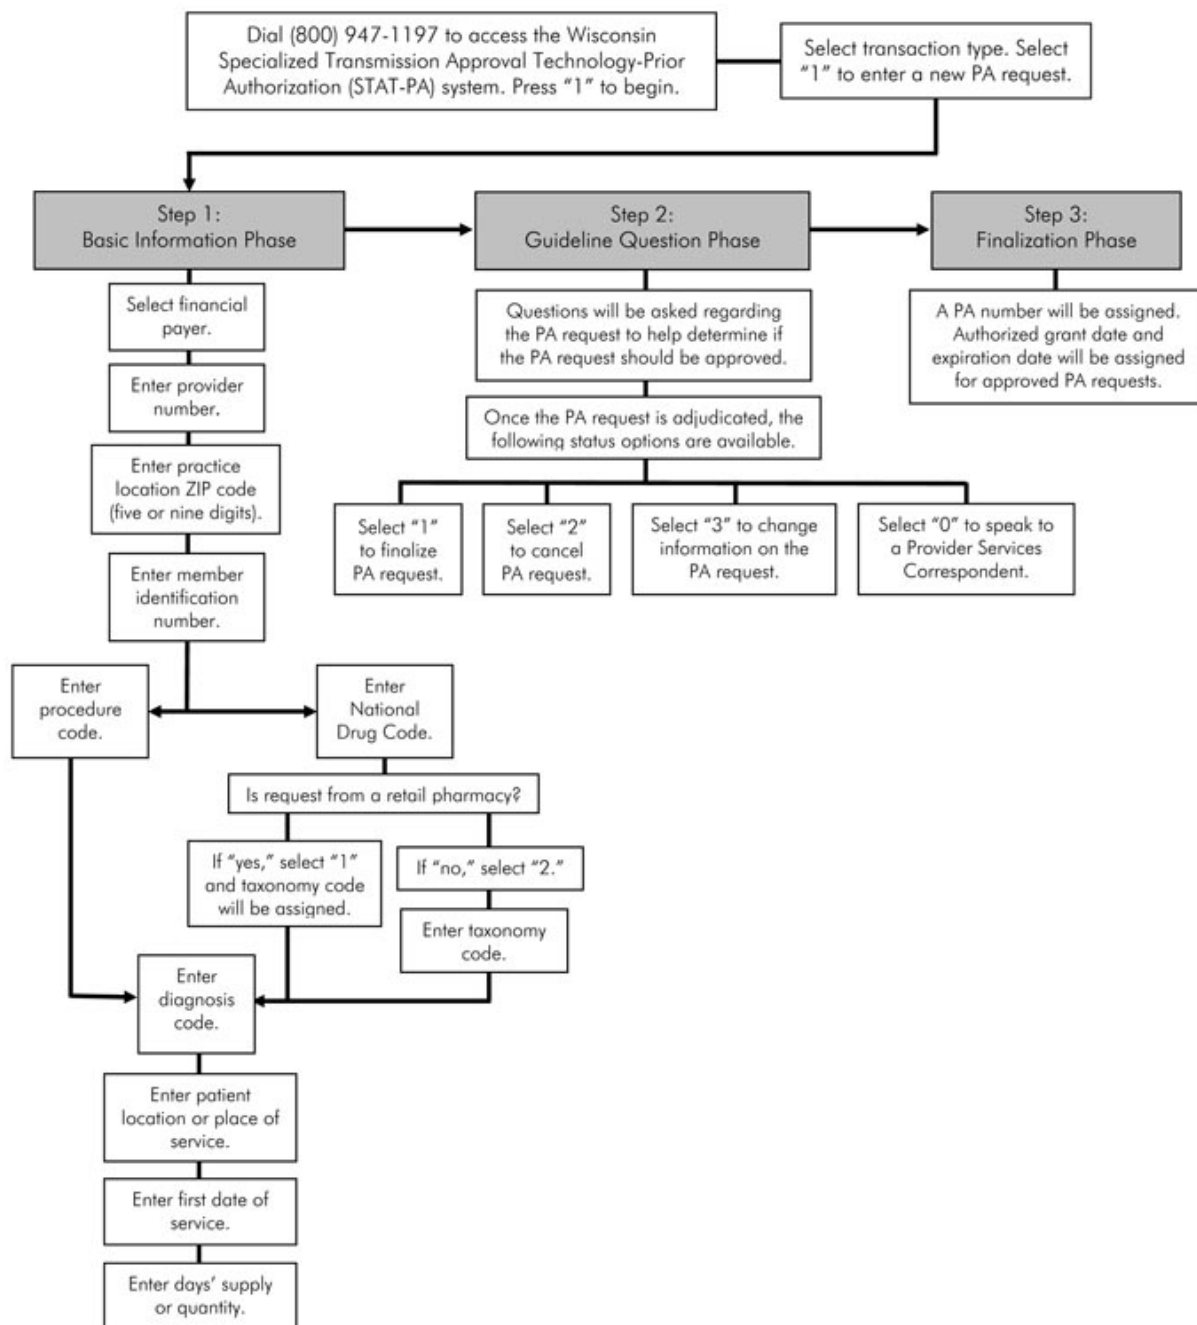 Dial (800) 947-1197 to access the Wisconsin
Specialized Transmission Approval Technology-Prior
Authorization (STAT-PA) system. Press “1” to begin.
Select transaction type. Select
“1” to enter a new PA request.
Step 1:
Basic Information Phase
Step 2:
Guideline Question Phase
Step 3:
Finalization Phase
Select financial
payer.
Enter provider
number.
Enter practice
location ZIP code
(five or nine digits).
Enter member
identification
number.
Questions will be asked regarding
the PA request to help determine if
the PA request should be approved.
Once the PA request is adjudicated, the
following status options are available.
Select “1”
to finalize
PA request.
Select “2”
to cancel
PA request.
Select “3” to change
information on the
PA request.
Select “0” to speak to
a Provider Services
Correspondent.
A PA number will be assigned.
Authorized grant date and
expiration date will be assigned
for approved PA requests.
Enter
procedure
code.
Enter
National
Drug Code.
Is request from a retail pharmacy?
If “yes,” select “1”
and taxonomy code
will be assigned.
If “no,” select “2.”
Enter taxonomy
code.
Enter
diagnosis
code.
Enter patient
location or place of
service.
Enter first date of
service.
Enter days’ supply
or quantity.